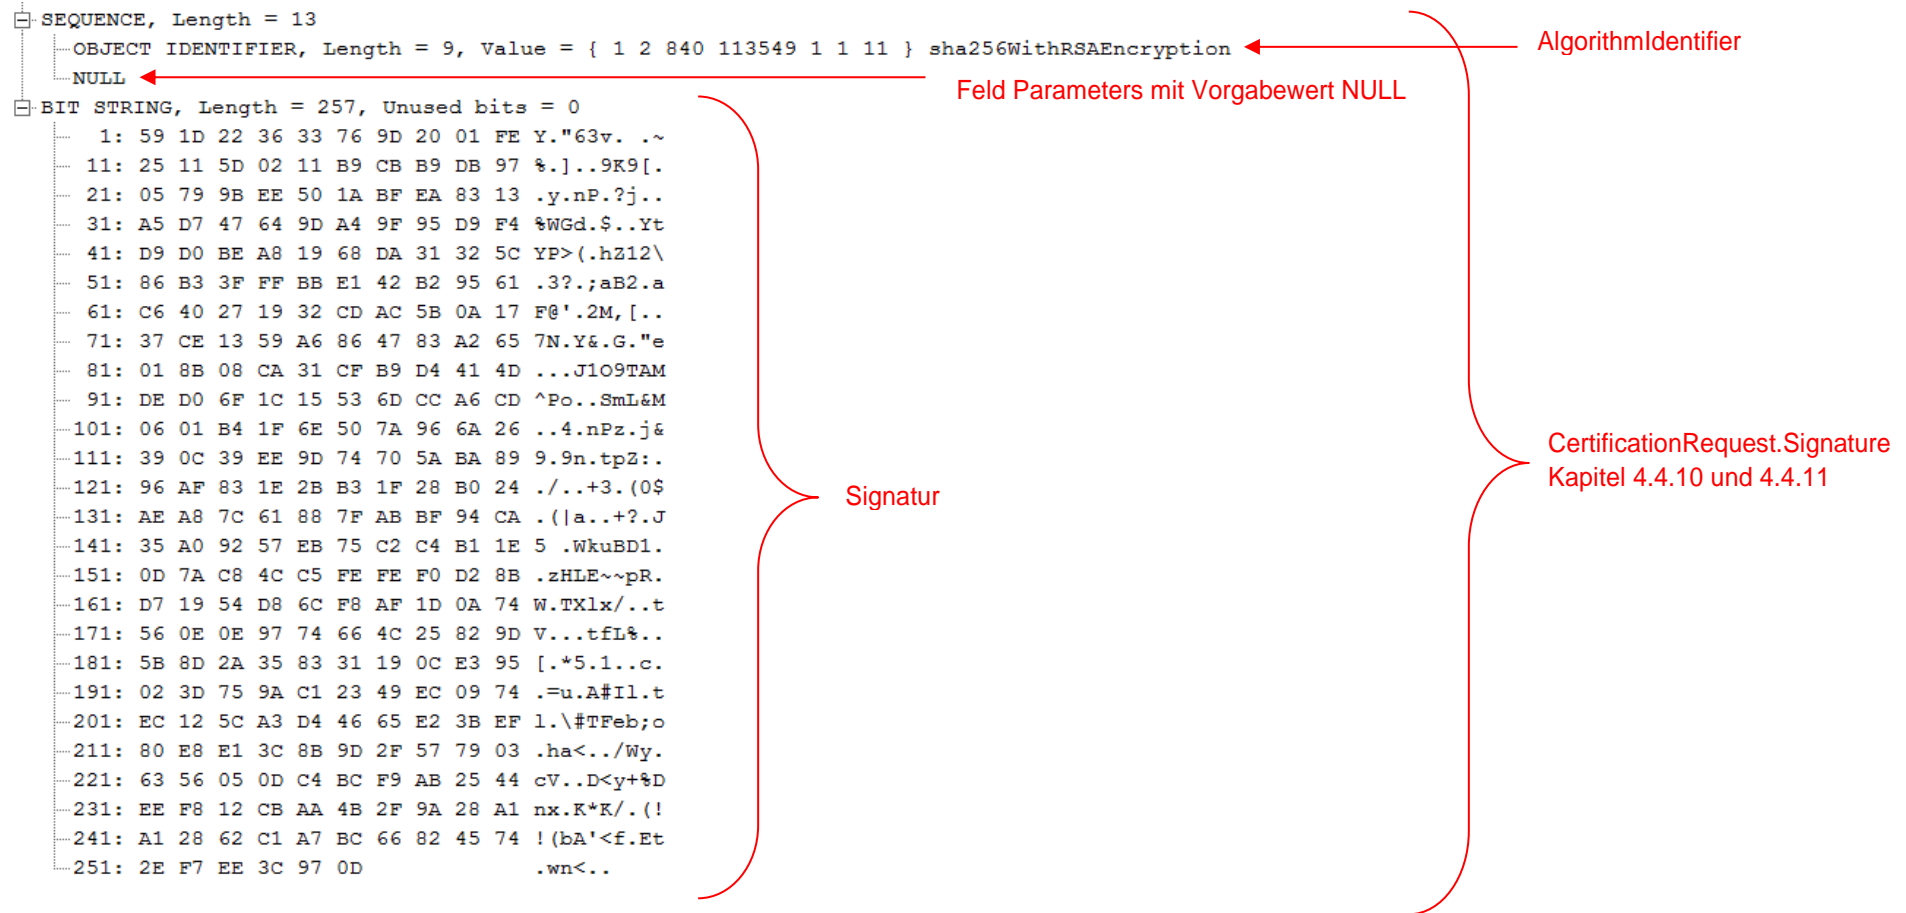 SEQUENCE, Length = 13
OBJECT IDENTIFIER, Length = 9, Value = { 1 2 840 113549 1 1 11 } sha256WithRSAEncryption
AlgorithmIdentifier
NULL
Feld Parameters mit Vorgabewert NULL
BIT STRING, Length = 257, Unused bits = 0
1: 59 1D 22 36 33 76 9D 20 01 FE Y."63v. .~
11: 25 11 5D 02 11 B9 CB B9 DB 97 %.]..9K9[.
21: 05 79 9B EE 50 1A BF EA 83 13 .y.nP.?j..
31: A5 D7 47 64 9D A4 9F 95 D9 F4 %WGd.$..Yt
41: D9 D0 BE A8 19 68 DA 31 32 5C YP>(.hZ12\
51: 86 B3 3F FF BB E1 42 B2 95 61 .3?.;aB2.a
61: C6 40 27 19 32 CD AC 5B 0A 17 F@'.2M,[..
71: 37 CE 13 59 A6 86 47 83 A2 65 7N.Y&.G."e
81: 01 8B 08 CA 31 CF B9 D4 41 4D ...J1O9TAM
91: DE D0 6F 1C 15 53 6D CC A6 CD ^Po..SmL&M
101: 06 01 B4 1F 6E 50 7A 96 6A 26 ..4.nPz.j&
111: 39 0C 39 EE 9D 74 70 5A BA 89 9.9n.tpZ:.
121: 96 AF 83 1E 2B B3 1F 28 B0 24 ./..+3.(0$
131: AE A8 7C 61 88 7F AB BF 94 CA .(|a..+?.J
141: 35 A0 92 57 EB 75 C2 C4 B1 1E 5 .WkuBD1.
151: 0D 7A C8 4C C5 FE FE F0 D2 8B .zHLE~~pR.
161: D7 19 54 D8 6C F8 AF 1D 0A 74 W.TXlx/..t
171: 56 0E 0E 97 74 66 4C 25 82 9D V...tfL%..
181: 5B 8D 2A 35 83 31 19 0C E3 95 [.*5.1..c.
191: 02 3D 75 9A C1 23 49 EC 09 74 .=u.A#Il.t
201: EC 12 5C A3 D4 46 65 E2 3B EF l.\#TFeb;o
211: 80 E8 E1 3C 8B 9D 2F 57 79 03 .ha<../Wy.
221: 63 56 05 0D C4 BC F9 AB 25 44 cV..D<y+%D
231: EE F8 12 CB AA 4B 2F 9A 28 A1 nx.K*K/.(!
241: A1 28 62 C1 A7 BC 66 82 45 74 !(bA'<f.Et
251: 2E F7 EE 3C 97 0D .wn<..
Signatur
CertificationRequest.Signature
Kapitel 4.4.10 und 4.4.11